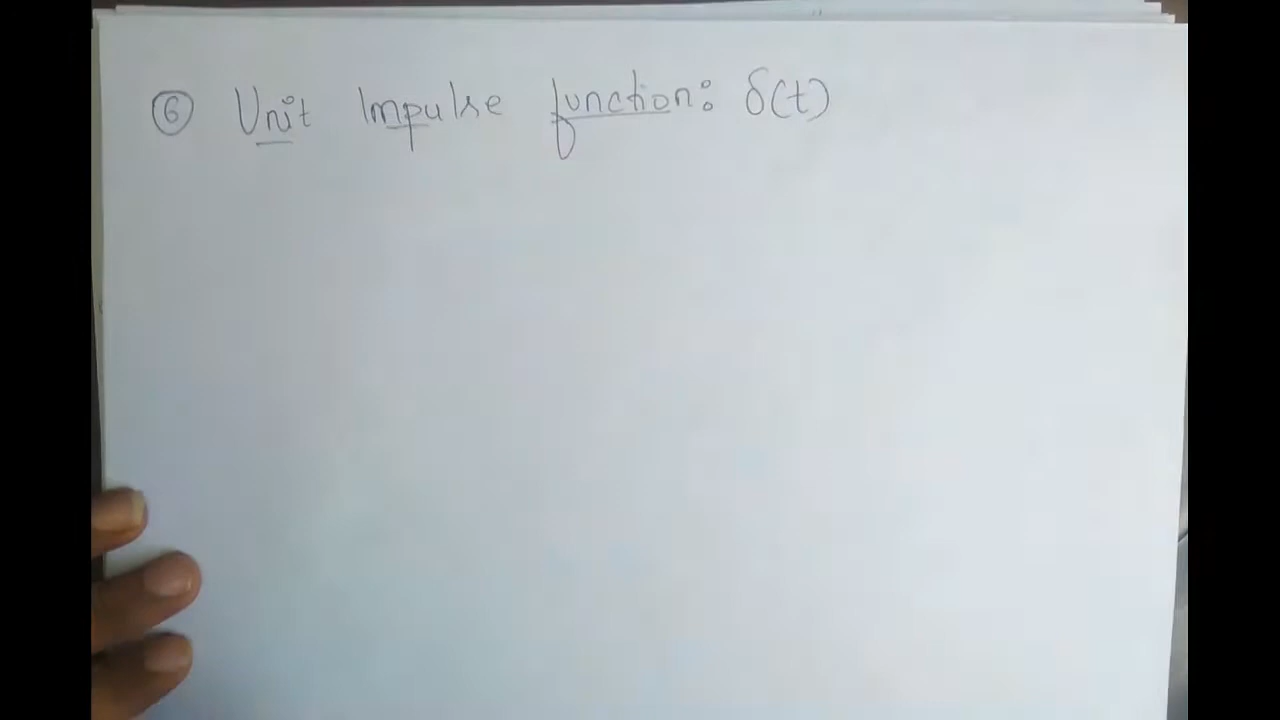 ⑥ Unit Impulse function: δ(t)